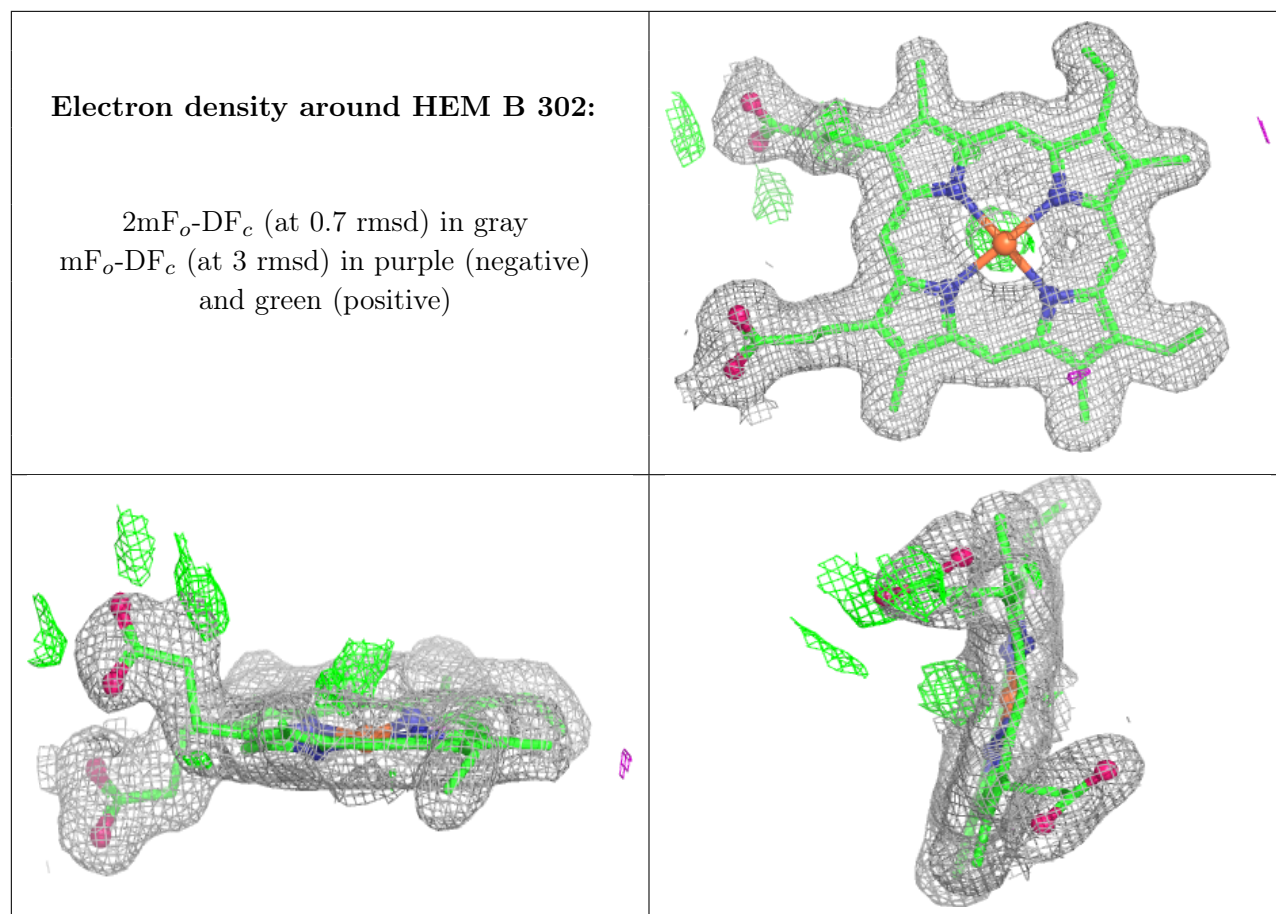 Electron density around HEM B 302:
2mFₒ-DF𝒸 (at 0.7 rmsd) in gray
mFₒ-DF𝒸 (at 3 rmsd) in purple (negative)
and green (positive)